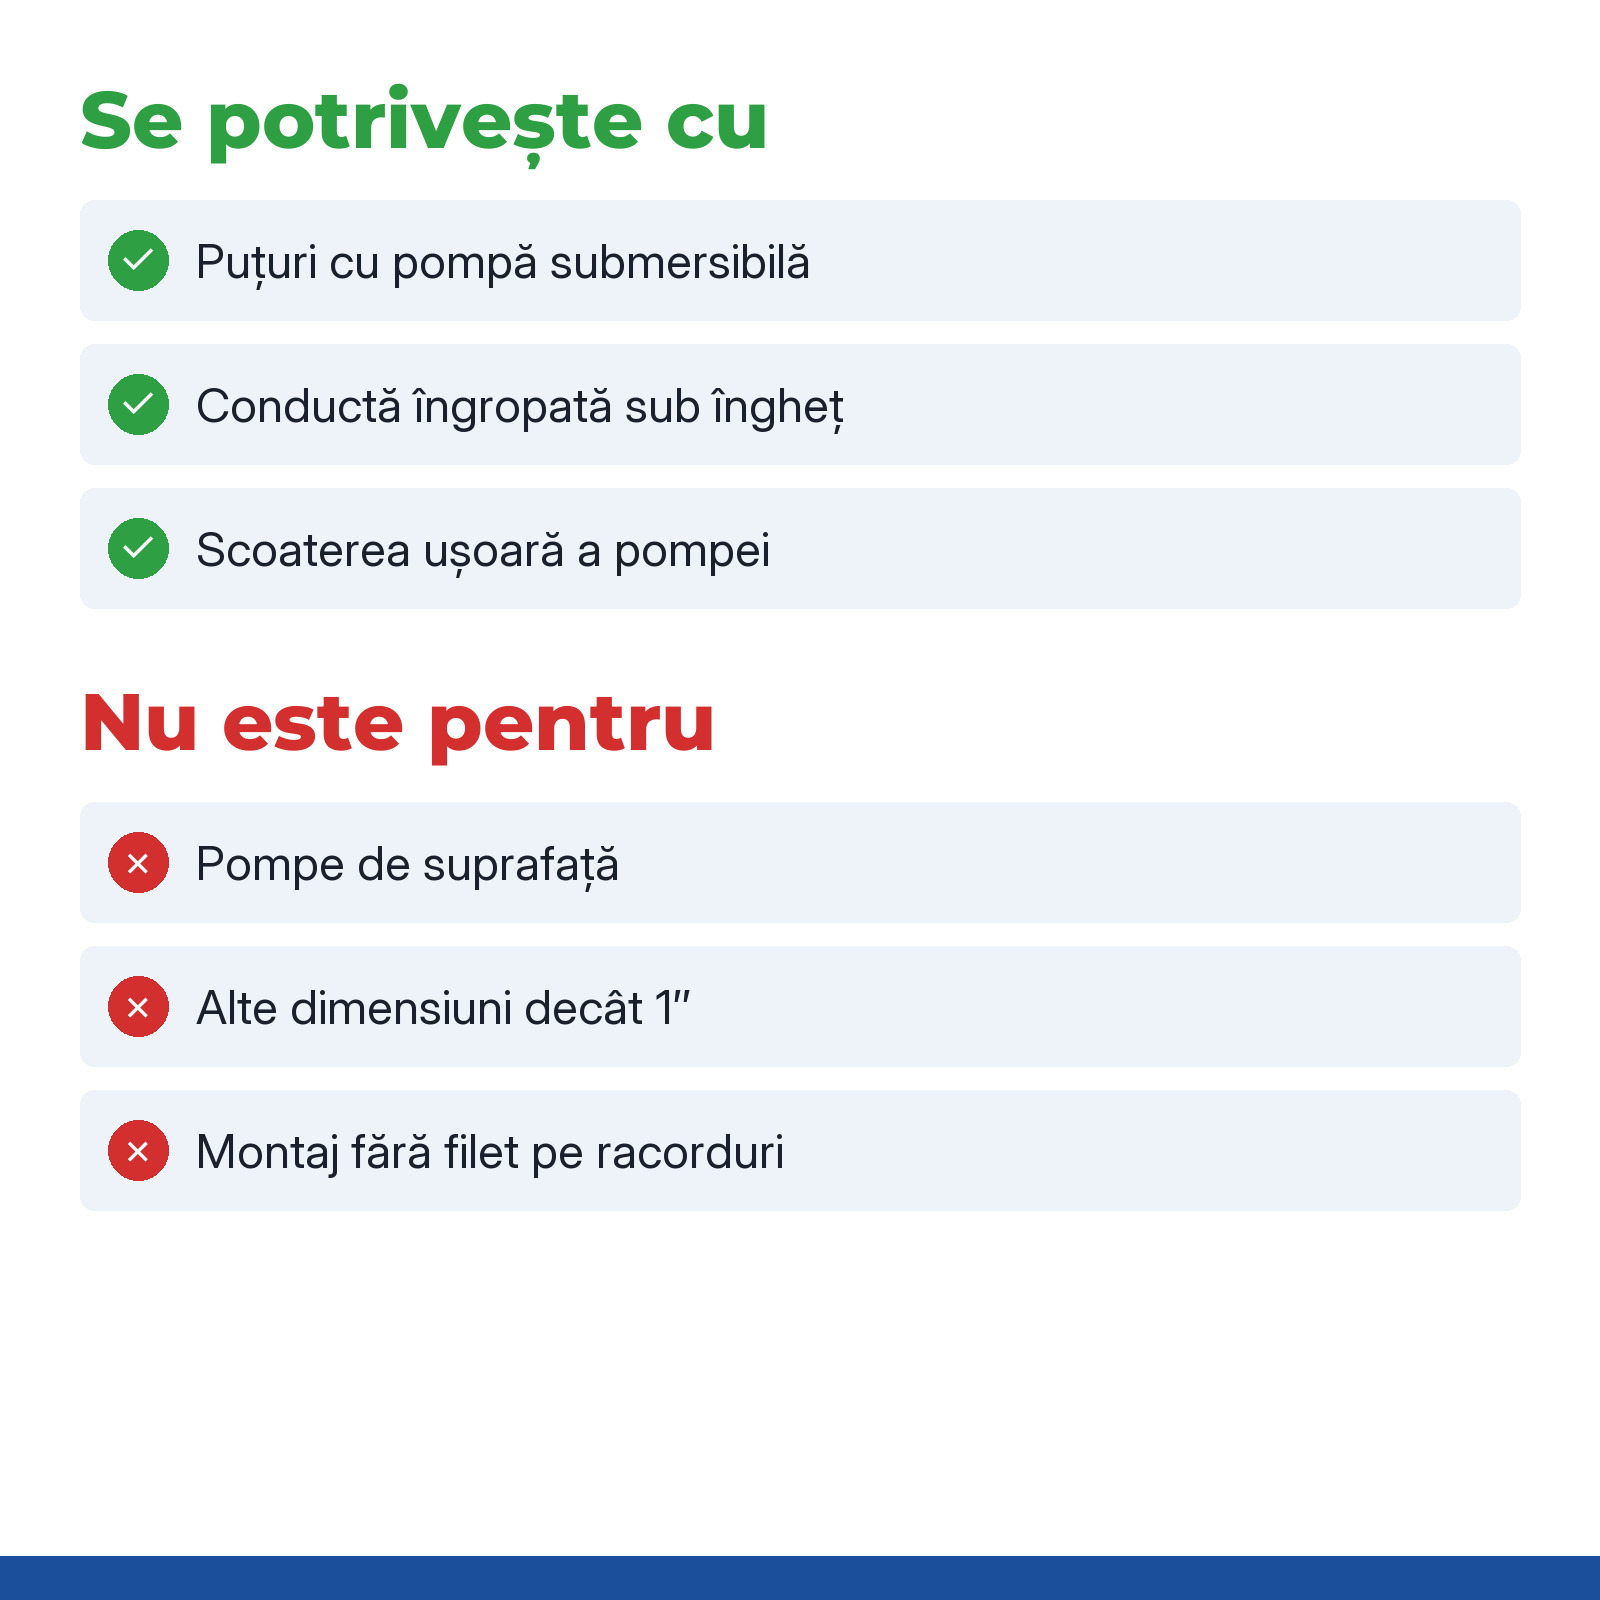 Se potrivește cu
Puțuri cu pompă submersibilă
Conductă îngropată sub îngheț
Scoaterea ușoară a pompei
Nu este pentru
Pompe de suprafață
Alte dimensiuni decât 1″
Montaj fără filet pe racorduri